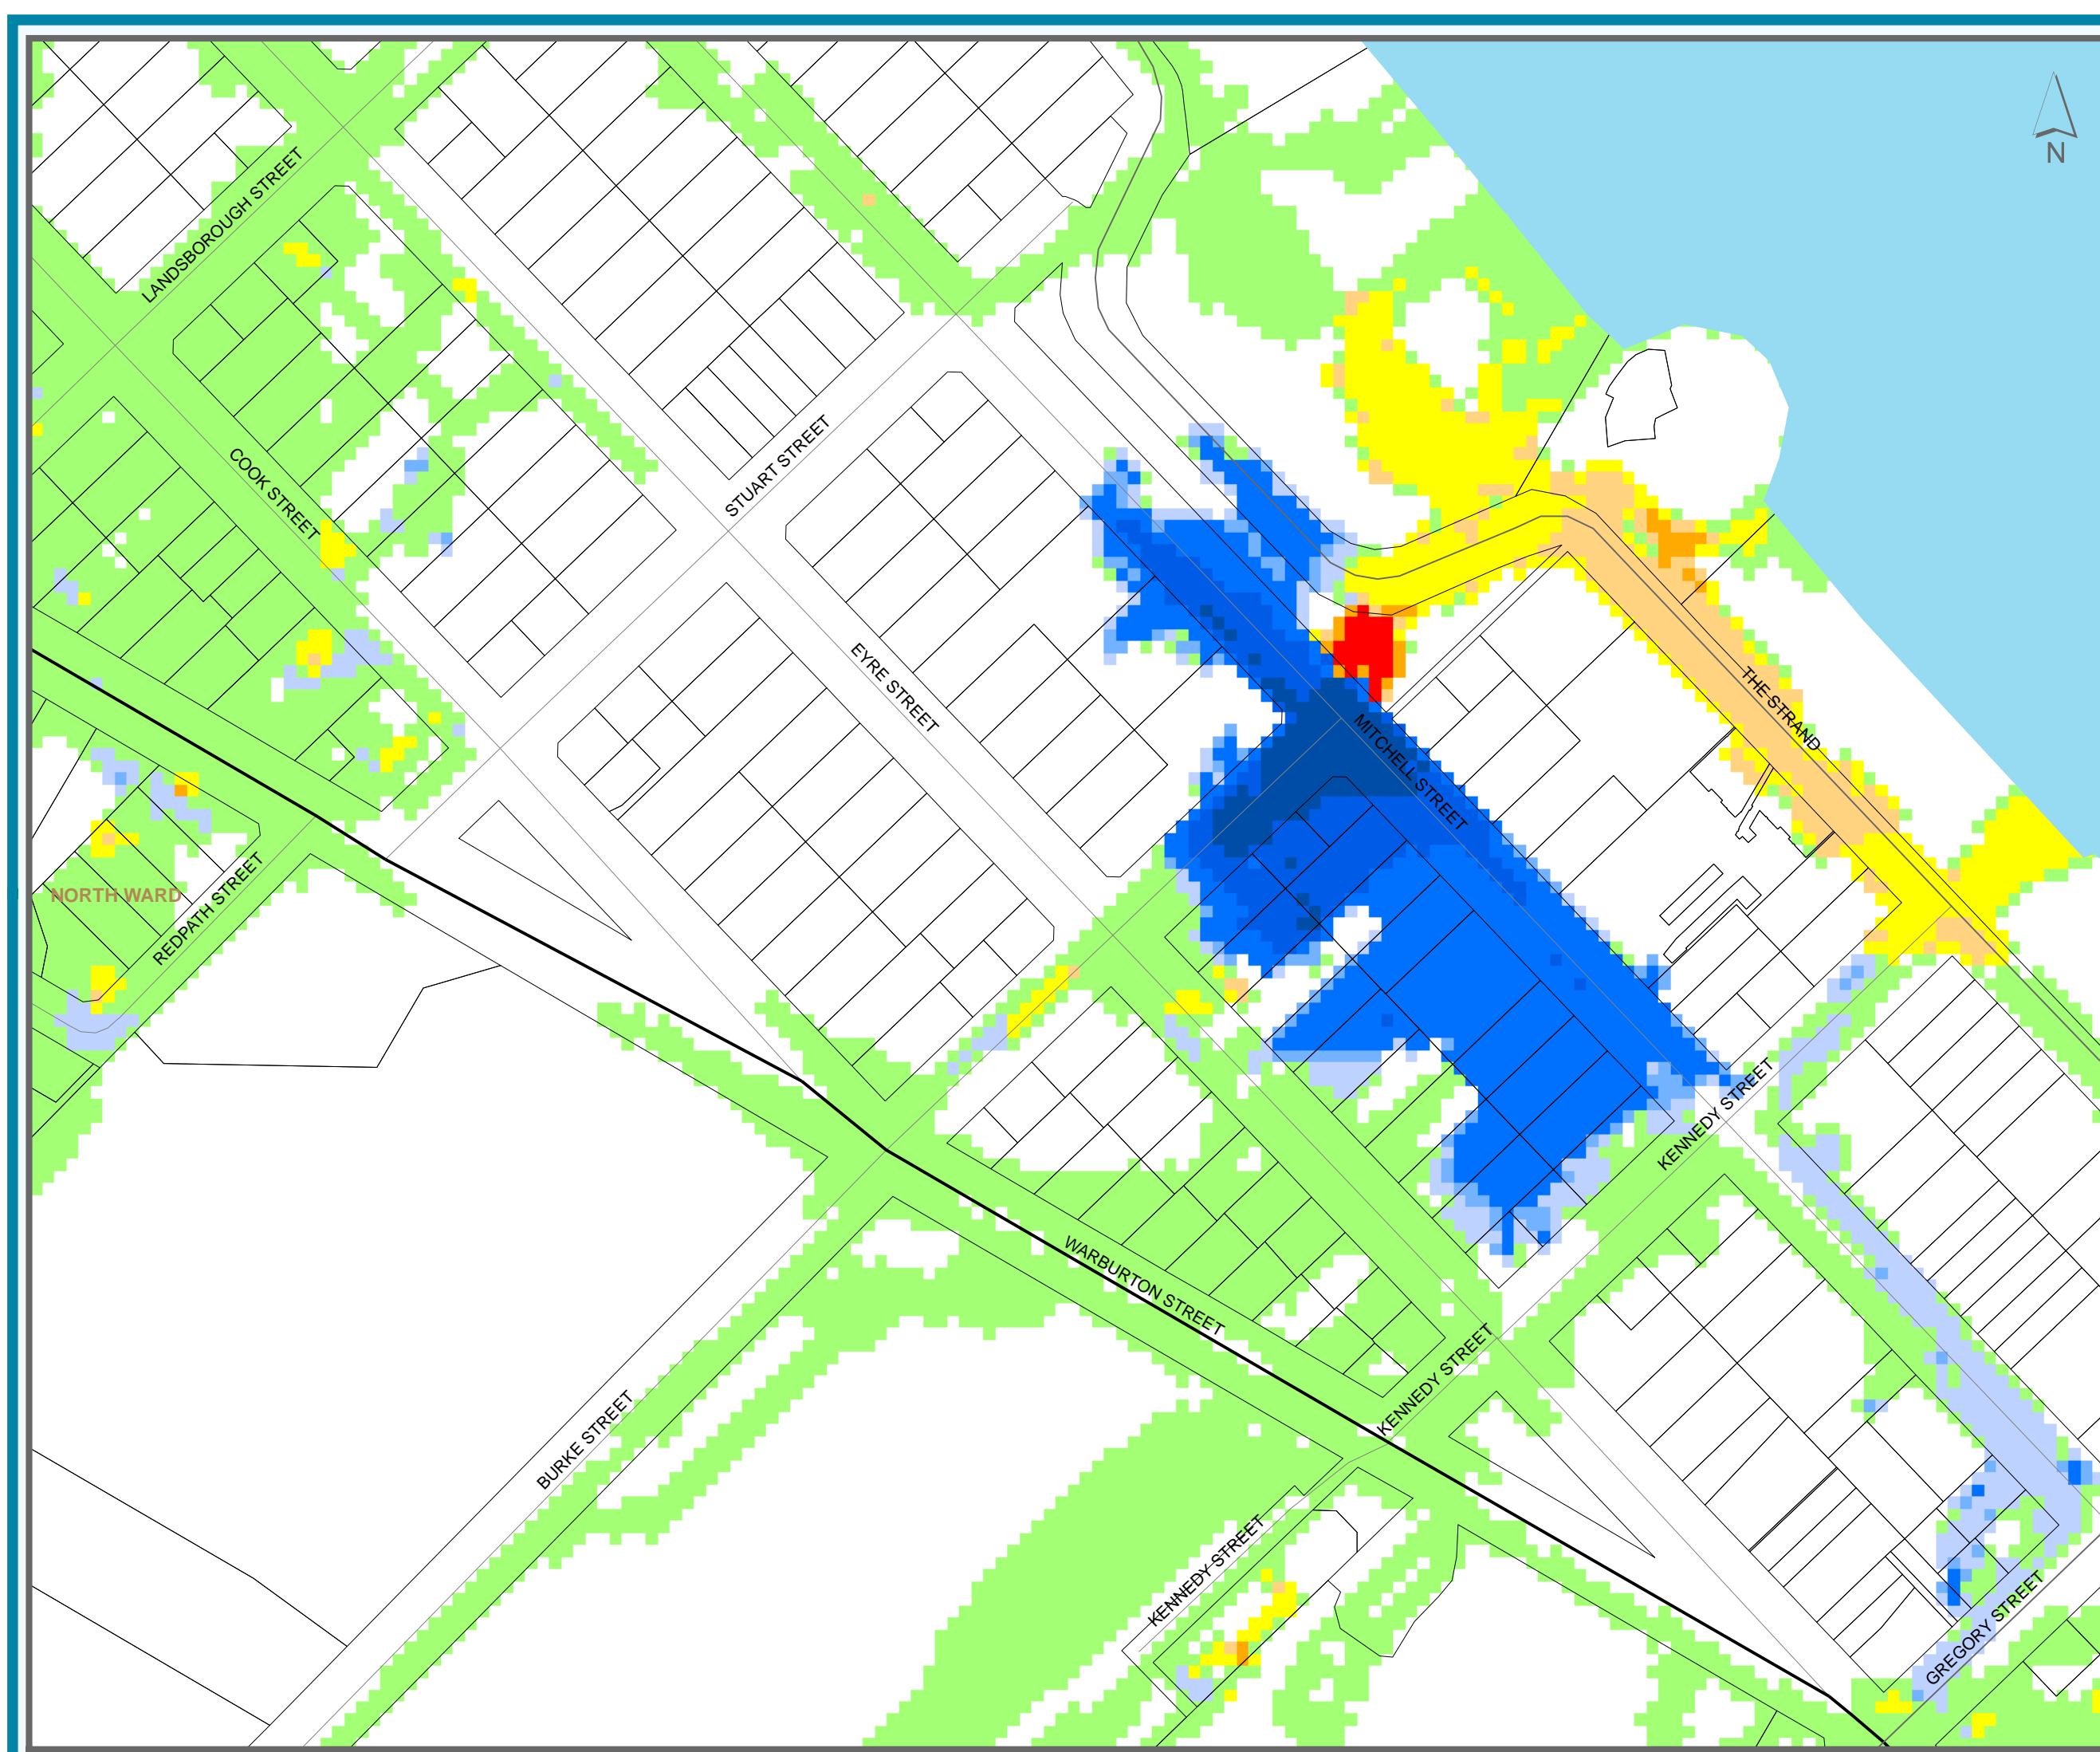 N
LANDSBOROUGH STREET
COOK STREET
STUART STREET
EYRE STREET
THE STRAND
MITCHELL STREET
NORTH WARD
REDPATH STREET
KENNEDY STREET
WARBURTON STREET
KENNEDY STREET
BURKE STREET
KENNEDY STREET
GREGORY STREET